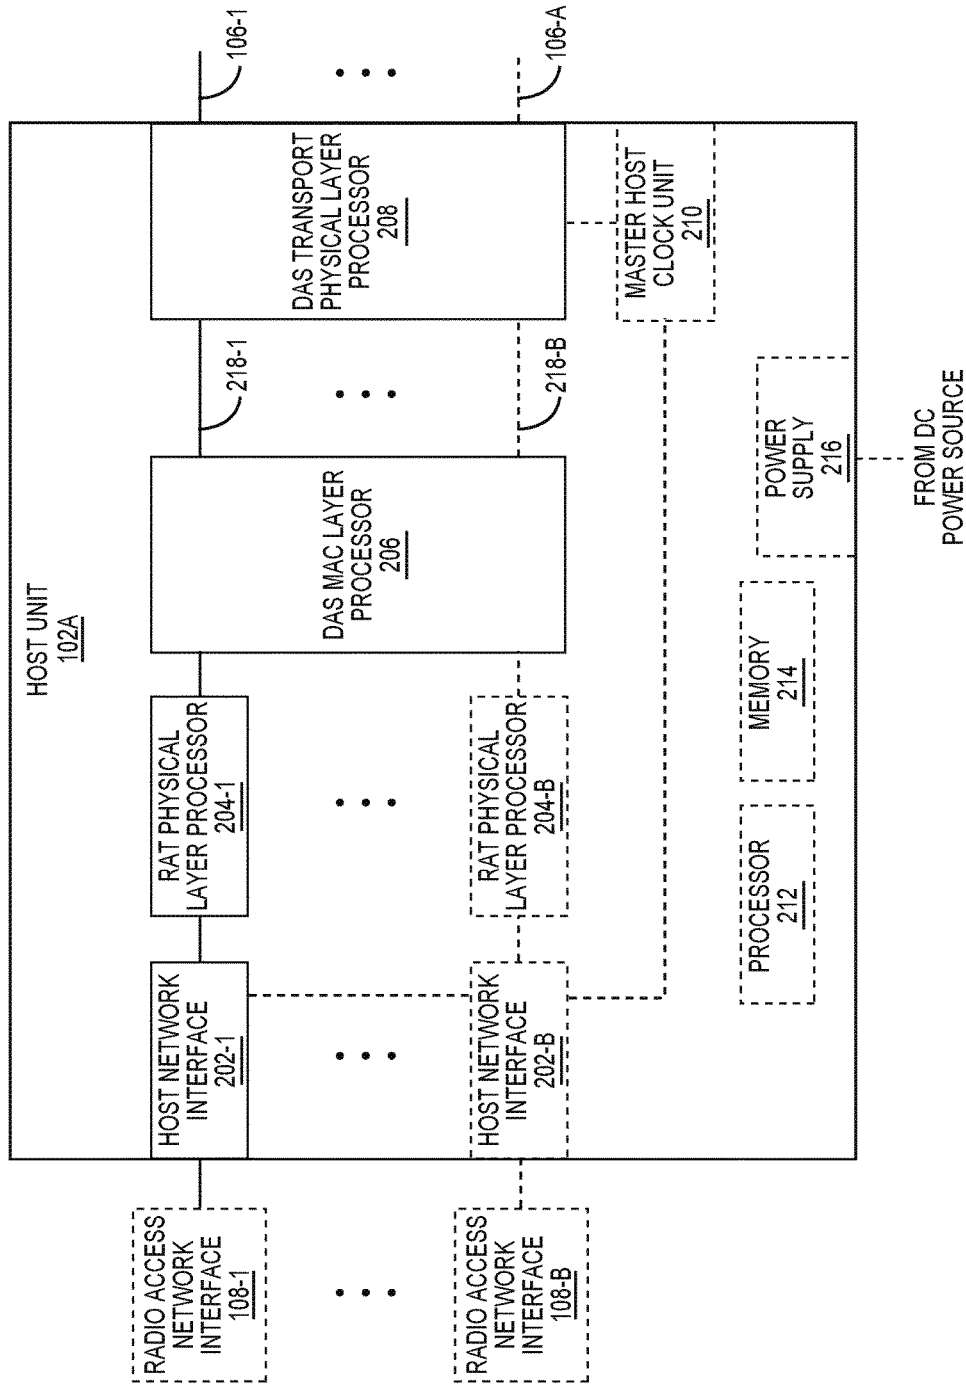 HOST UNIT
102A
RADIO ACCESS
NETWORK
INTERFACE
108-1
HOST NETWORK
INTERFACE
202-1
RAT PHYSICAL
LAYER PROCESSOR
204-1
DAS MAC LAYER
PROCESSOR
206
218-1
DAS TRANSPORT
PHYSICAL LAYER
PROCESSOR
208
106-1
RADIO ACCESS
NETWORK
INTERFACE
108-B
HOST NETWORK
INTERFACE
202-B
RAT PHYSICAL
LAYER PROCESSOR
204-B
218-B
106-A
MASTER HOST
CLOCK UNIT
210
PROCESSOR
212
MEMORY
214
POWER
SUPPLY
216
FROM DC
POWER SOURCE